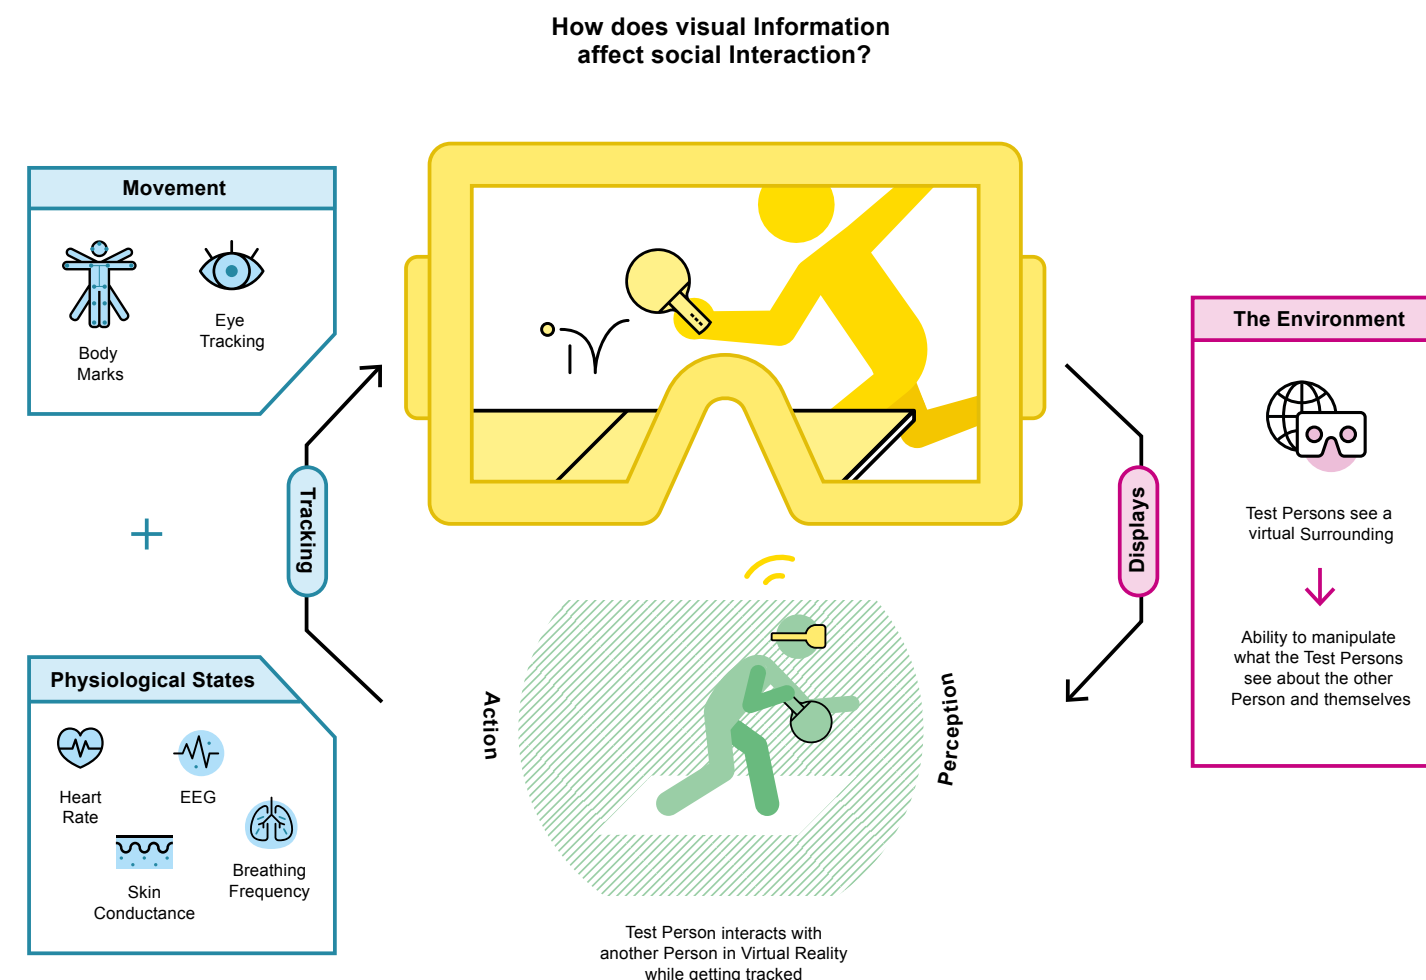 How does visual Information
affect social Interaction?
Movement
Body
Marks
Eye
Tracking
Tracking
Physiological States
Heart
Rate
EEG
Skin
Conductance
Breathing
Frequency
Action
Perception
Test Person interacts with
another Person in Virtual Reality
while getting tracked
Displays
The Environment
Test Persons see a
virtual Surrounding
Ability to manipulate
what the Test Persons
see about the other
Person and themselves